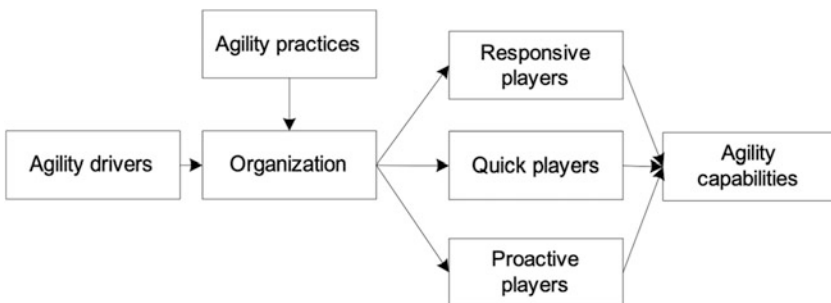 Agility practices
Responsive
players
Agility drivers
Organization
Quick players
Agility
capabilities
Proactive
players